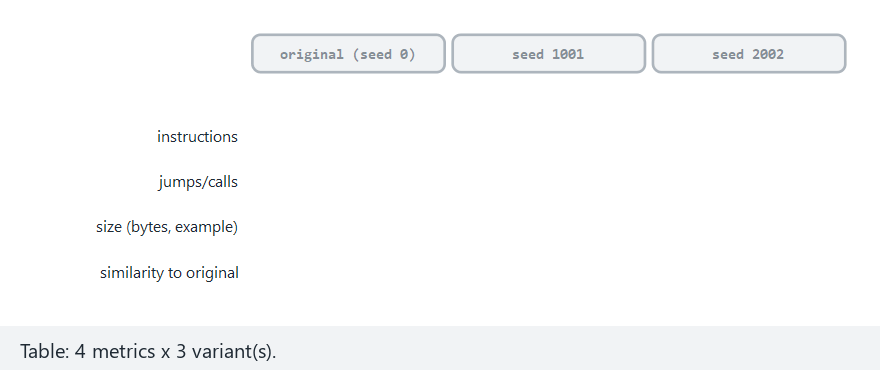 original (seed 0) seed 1001 seed 2002
instructions
jumps/calls
size (bytes, example)
similarity to original
Table: 4 metrics x 3 variant(s).